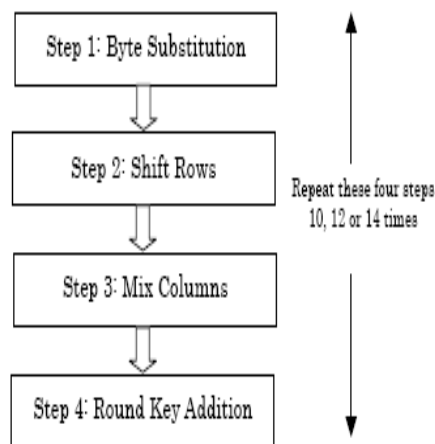 Step 1: Byte Substitution
Step 2: Shift Rows
Repeat these four steps
10, 12 or 14 times
Step 3: Mix Columns
Step 4: Round Key Addition